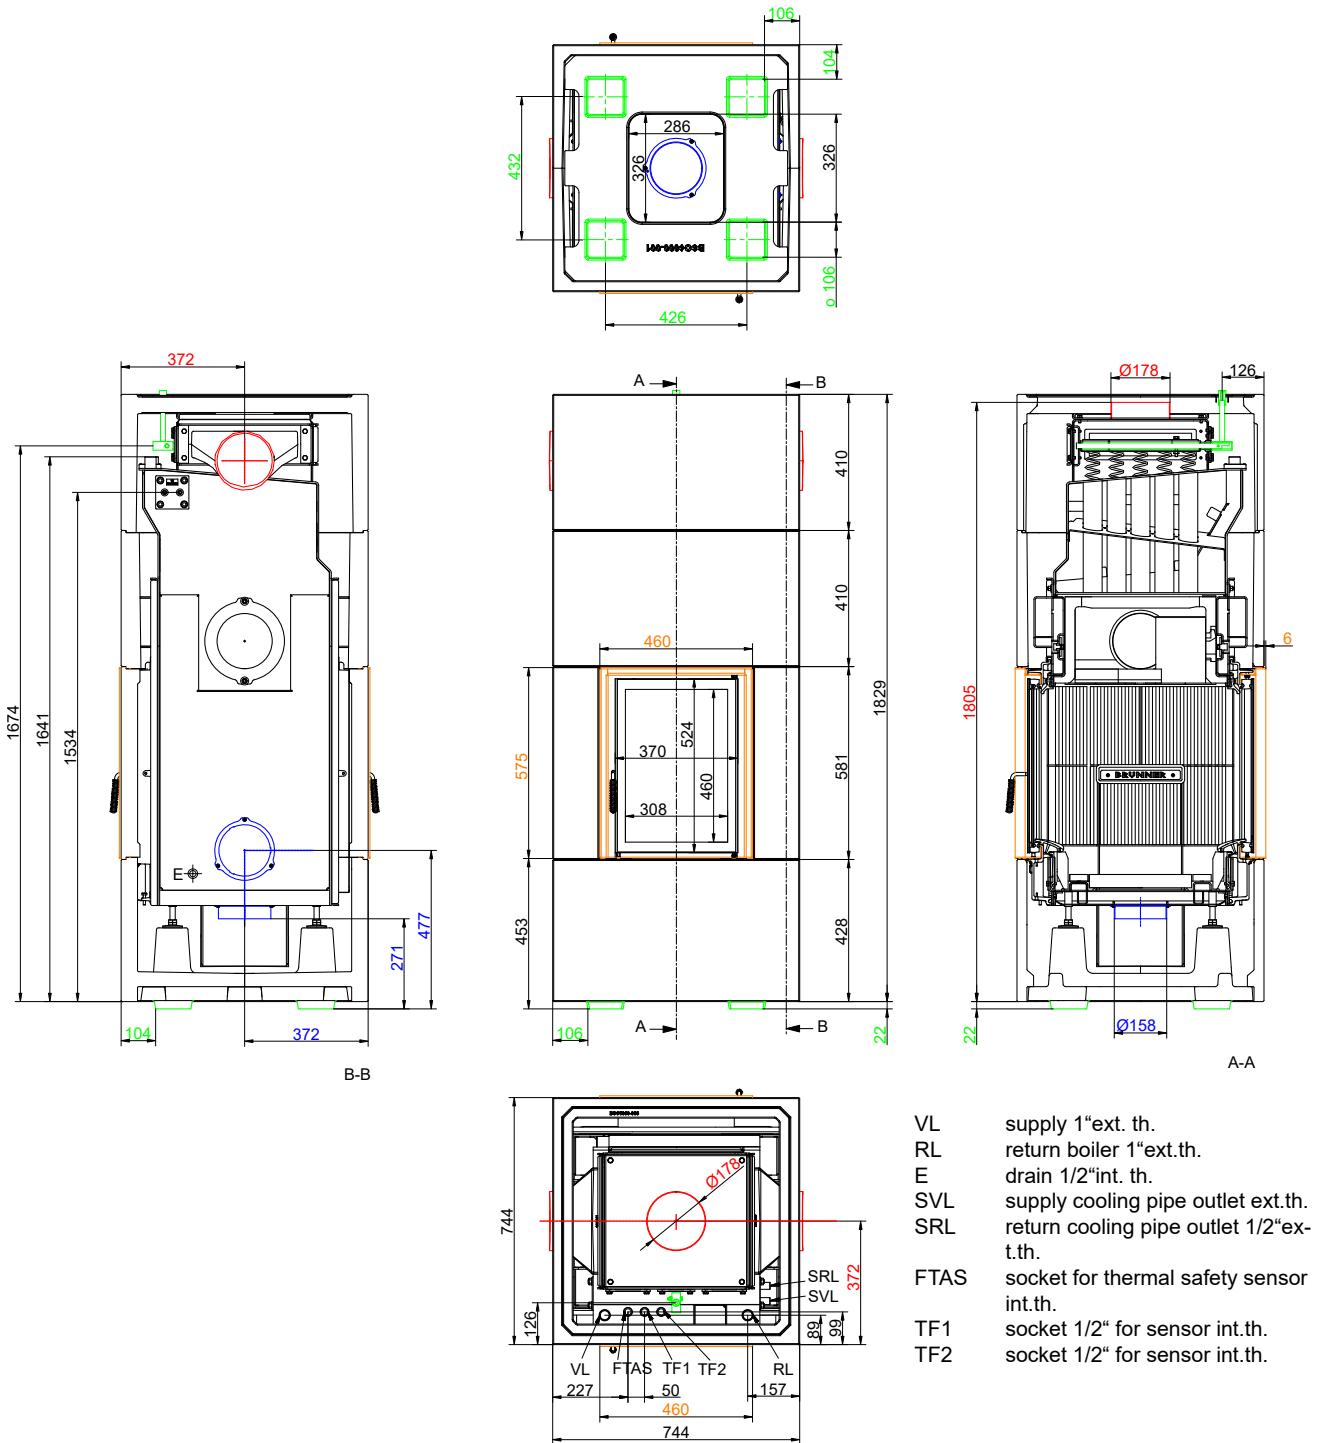 106
104
286
326
326
432
BSO4000-001
o 106
426
372
A
B
Ø178
126
410
410
460
6
1674
1641
1534
1829
1805
524
370
575
460
581
308
BRUNNER
E
453
428
477
271
104
372
106
A
B
22
22
Ø158
B-B
A-A
Ø178
744
372
SRL
SVL
126
89
99
VL
FTAS
TF1
TF2
RL
227
50
157
460
744
VL supply 1“ext. th.
RL return boiler 1“ext.th.
E drain 1/2“int. th.
SVL supply cooling pipe outlet ext.th.
SRL return cooling pipe outlet 1/2“ex-
t.th.
FTAS socket for thermal safety sensor
int.th.
TF1 socket 1/2“ for sensor int.th.
TF2 socket 1/2“ for sensor int.th.